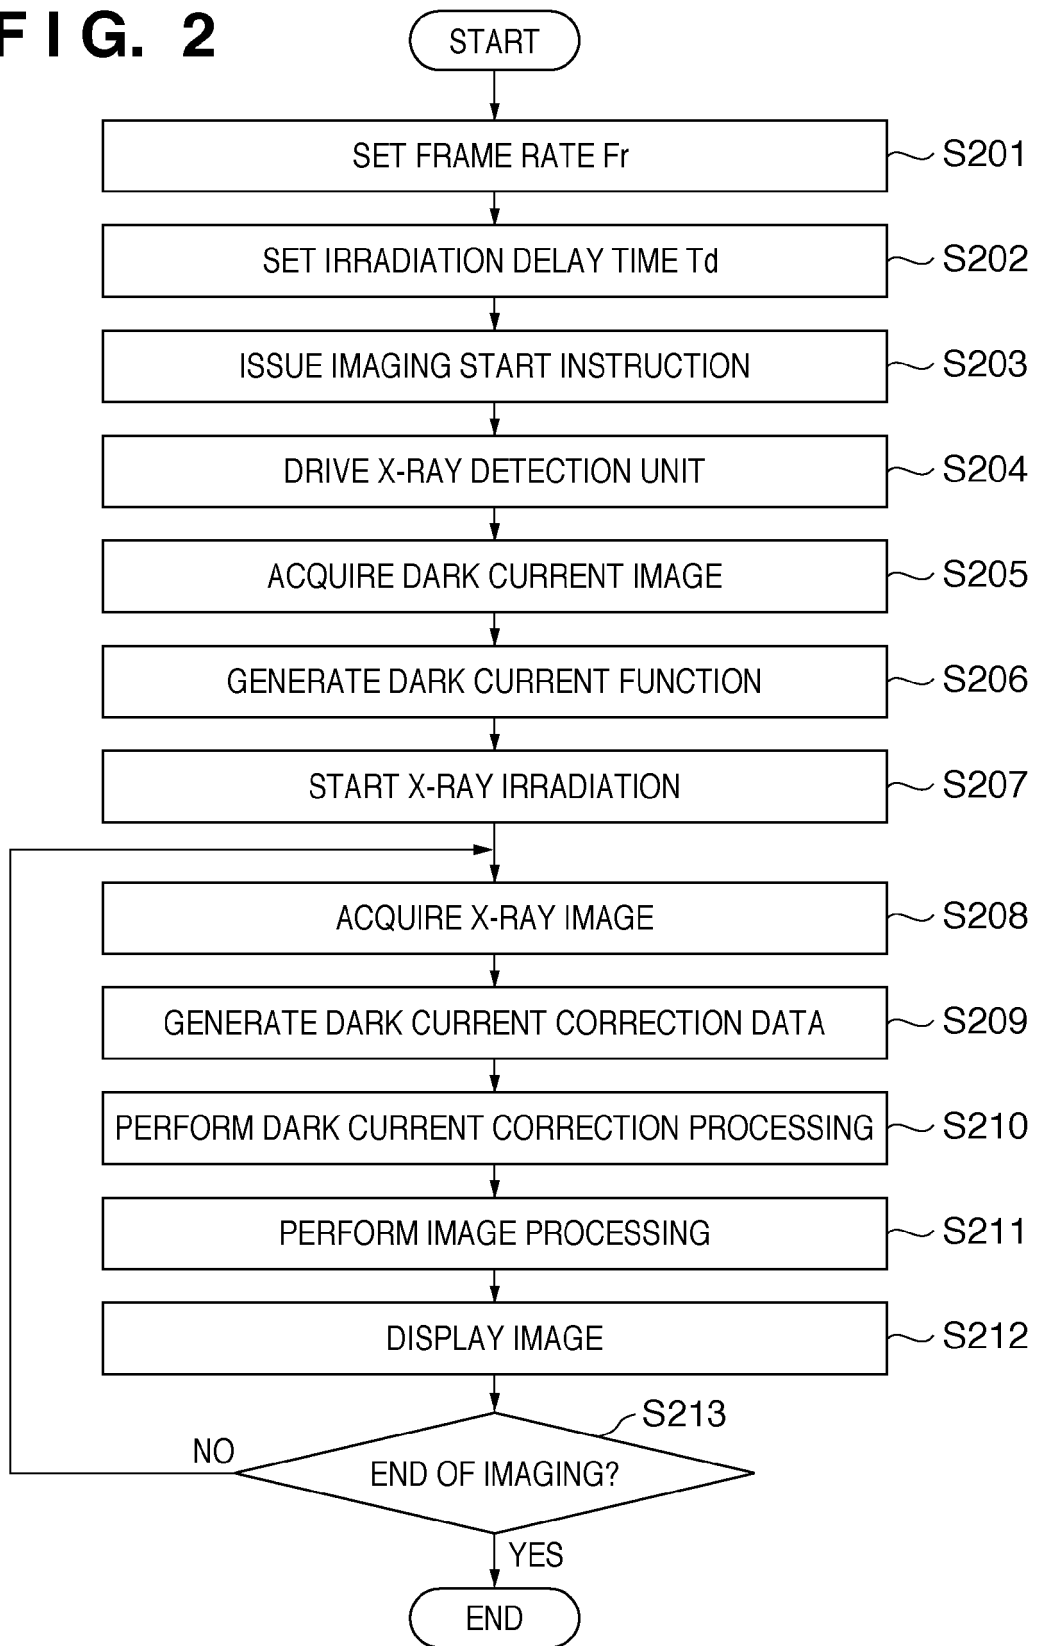 FIG. 2
START
SET FRAME RATE Fr
S201
SET IRRADIATION DELAY TIME Td
S202
ISSUE IMAGING START INSTRUCTION
S203
DRIVE X-RAY DETECTION UNIT
S204
ACQUIRE DARK CURRENT IMAGE
S205
GENERATE DARK CURRENT FUNCTION
S206
START X-RAY IRRADIATION
S207
ACQUIRE X-RAY IMAGE
S208
GENERATE DARK CURRENT CORRECTION DATA
S209
PERFORM DARK CURRENT CORRECTION PROCESSING
S210
PERFORM IMAGE PROCESSING
S211
DISPLAY IMAGE
S212
S213
NO
END OF IMAGING?
YES
END